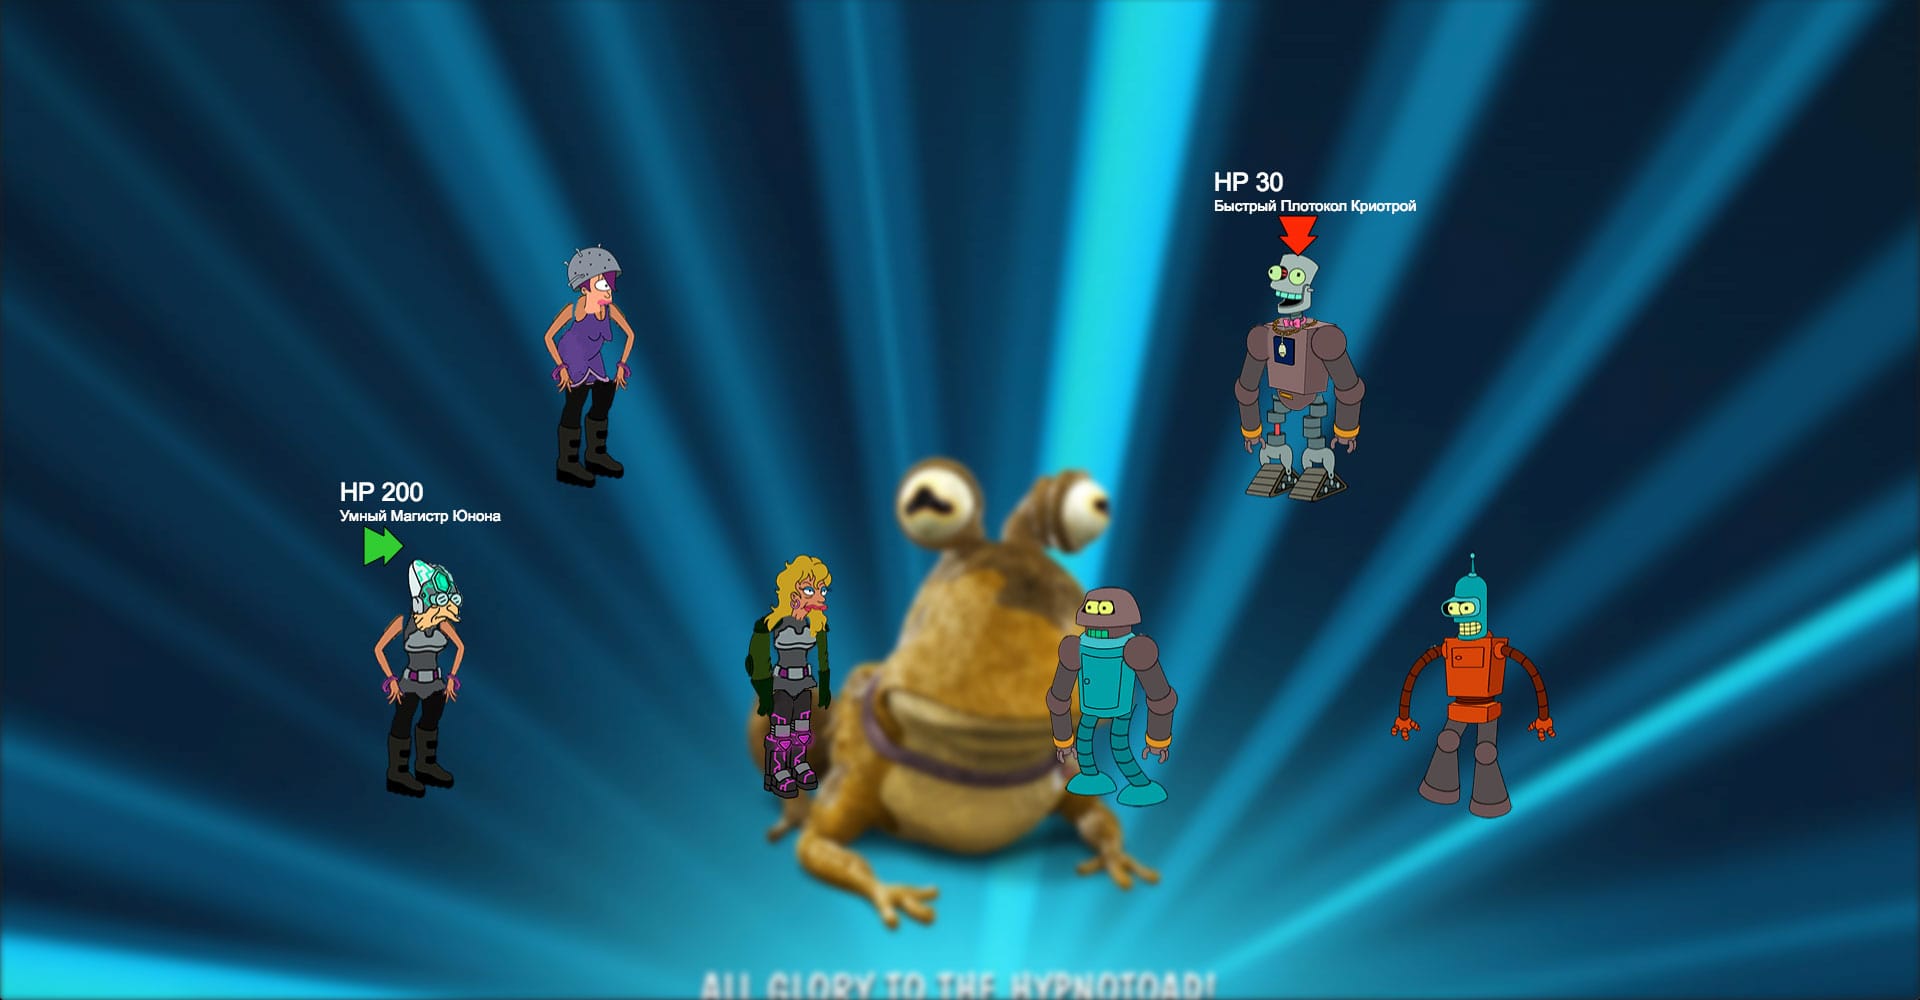 HP 30
Быстрый Плотокол Криотрой
HP 200
Умный Магистр Юнона
ALL GLORY TO THE HYPNOTOAD!